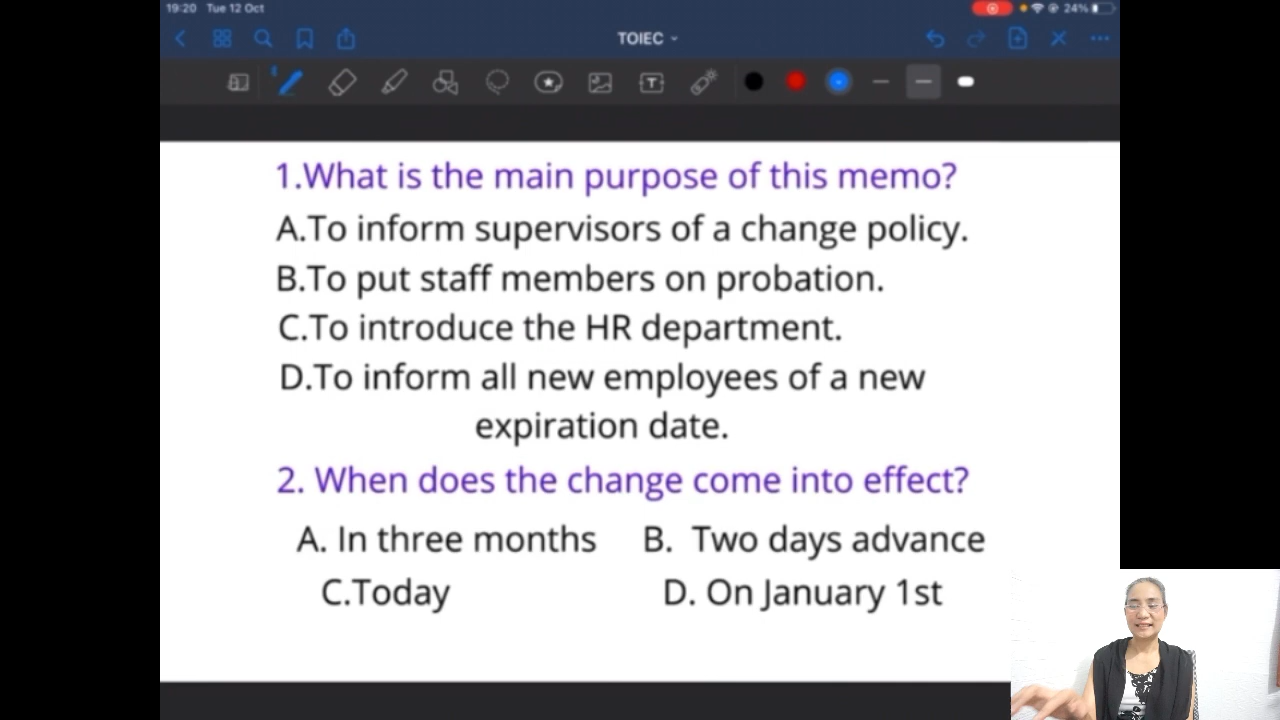 19:20 Tue 12 Oct
24%
TOIEC
T
1.What is the main purpose of this memo?
A.To inform supervisors of a change policy.
B.To put staff members on probation.
C.To introduce the HR department.
D.To inform all new employees of a new
expiration date.
2. When does the change come into effect?
A. In three months B. Two days advance
C.Today D. On January 1st